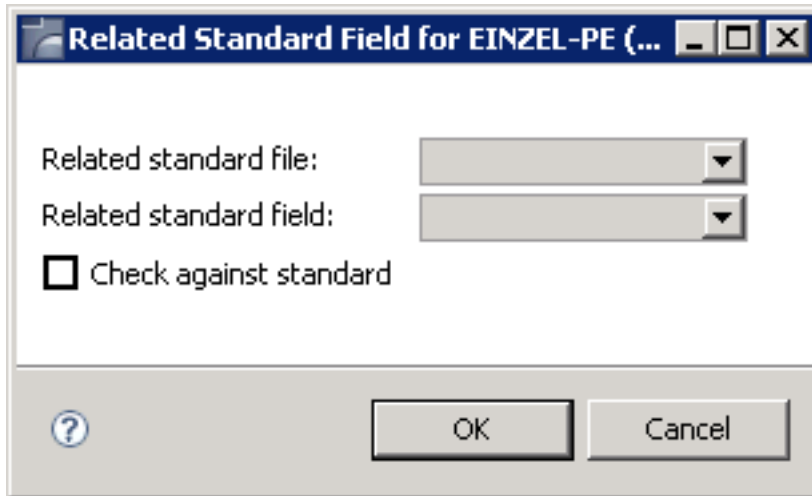 Related Standard Field for EINZEL-PE (...
Related standard file:
Related standard field:
Check against standard
?
OK Cancel